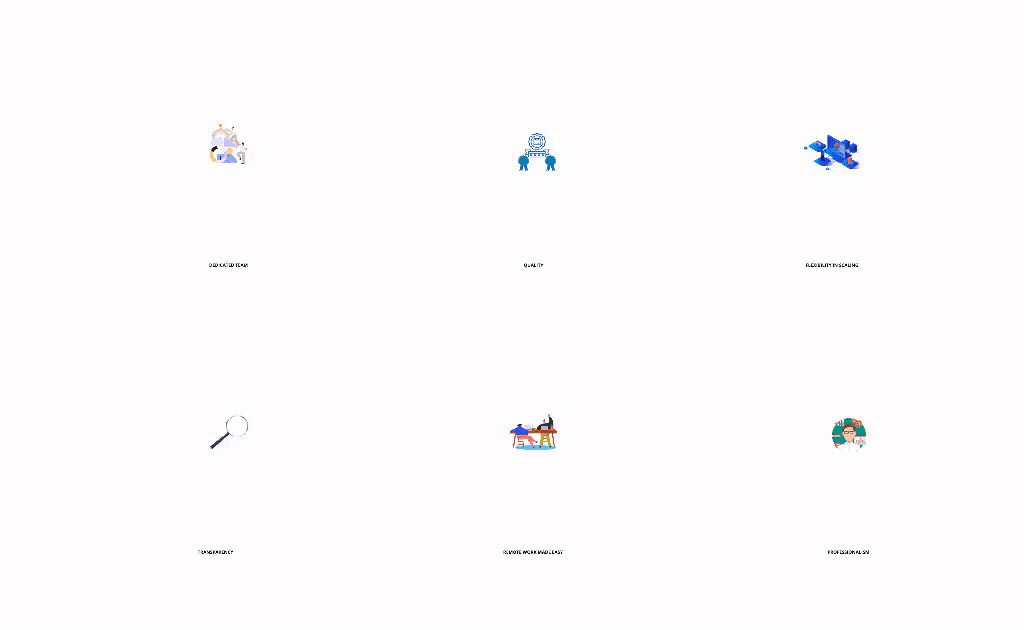 DEDICATED TEAM
QUALITY
FLEXIBILITY IN SCALING
TRANSPARENCY
REMOTE WORK MADE EASY
PROFESSIONALISM